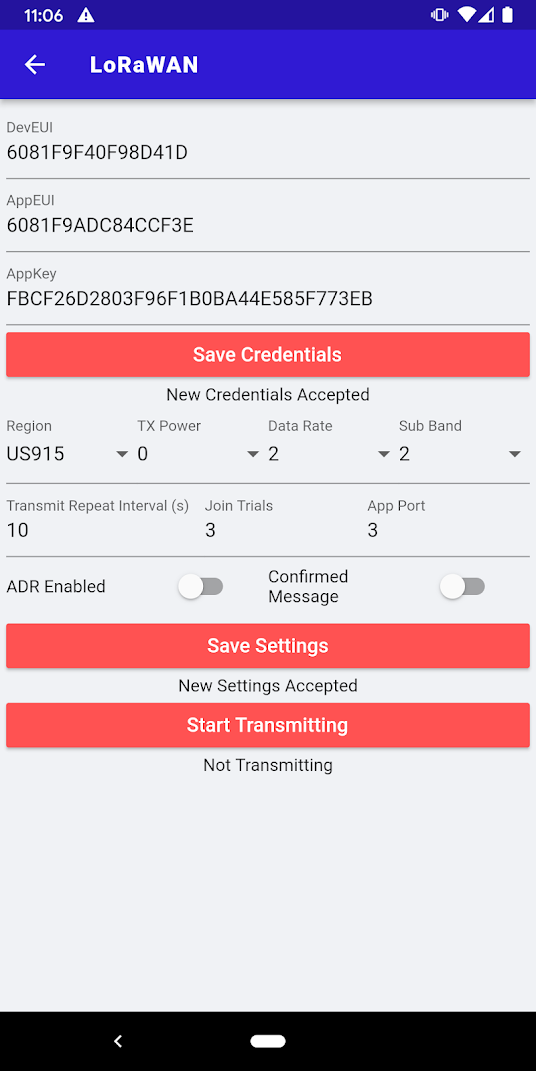 11:06
LoRaWAN
DevEUI
6081F9F40F98D41D
AppEUI
6081F9ADC84CCF3E
AppKey
FBCF26D2803F96F1B0BA44E585F773EB
Save Credentials
New Credentials Accepted
Region TX Power Data Rate Sub Band
US915 0 2 2
Transmit Repeat Interval (s) Join Trials App Port
10 3 3
ADR Enabled Confirmed
Message
Save Settings
New Settings Accepted
Start Transmitting
Not Transmitting